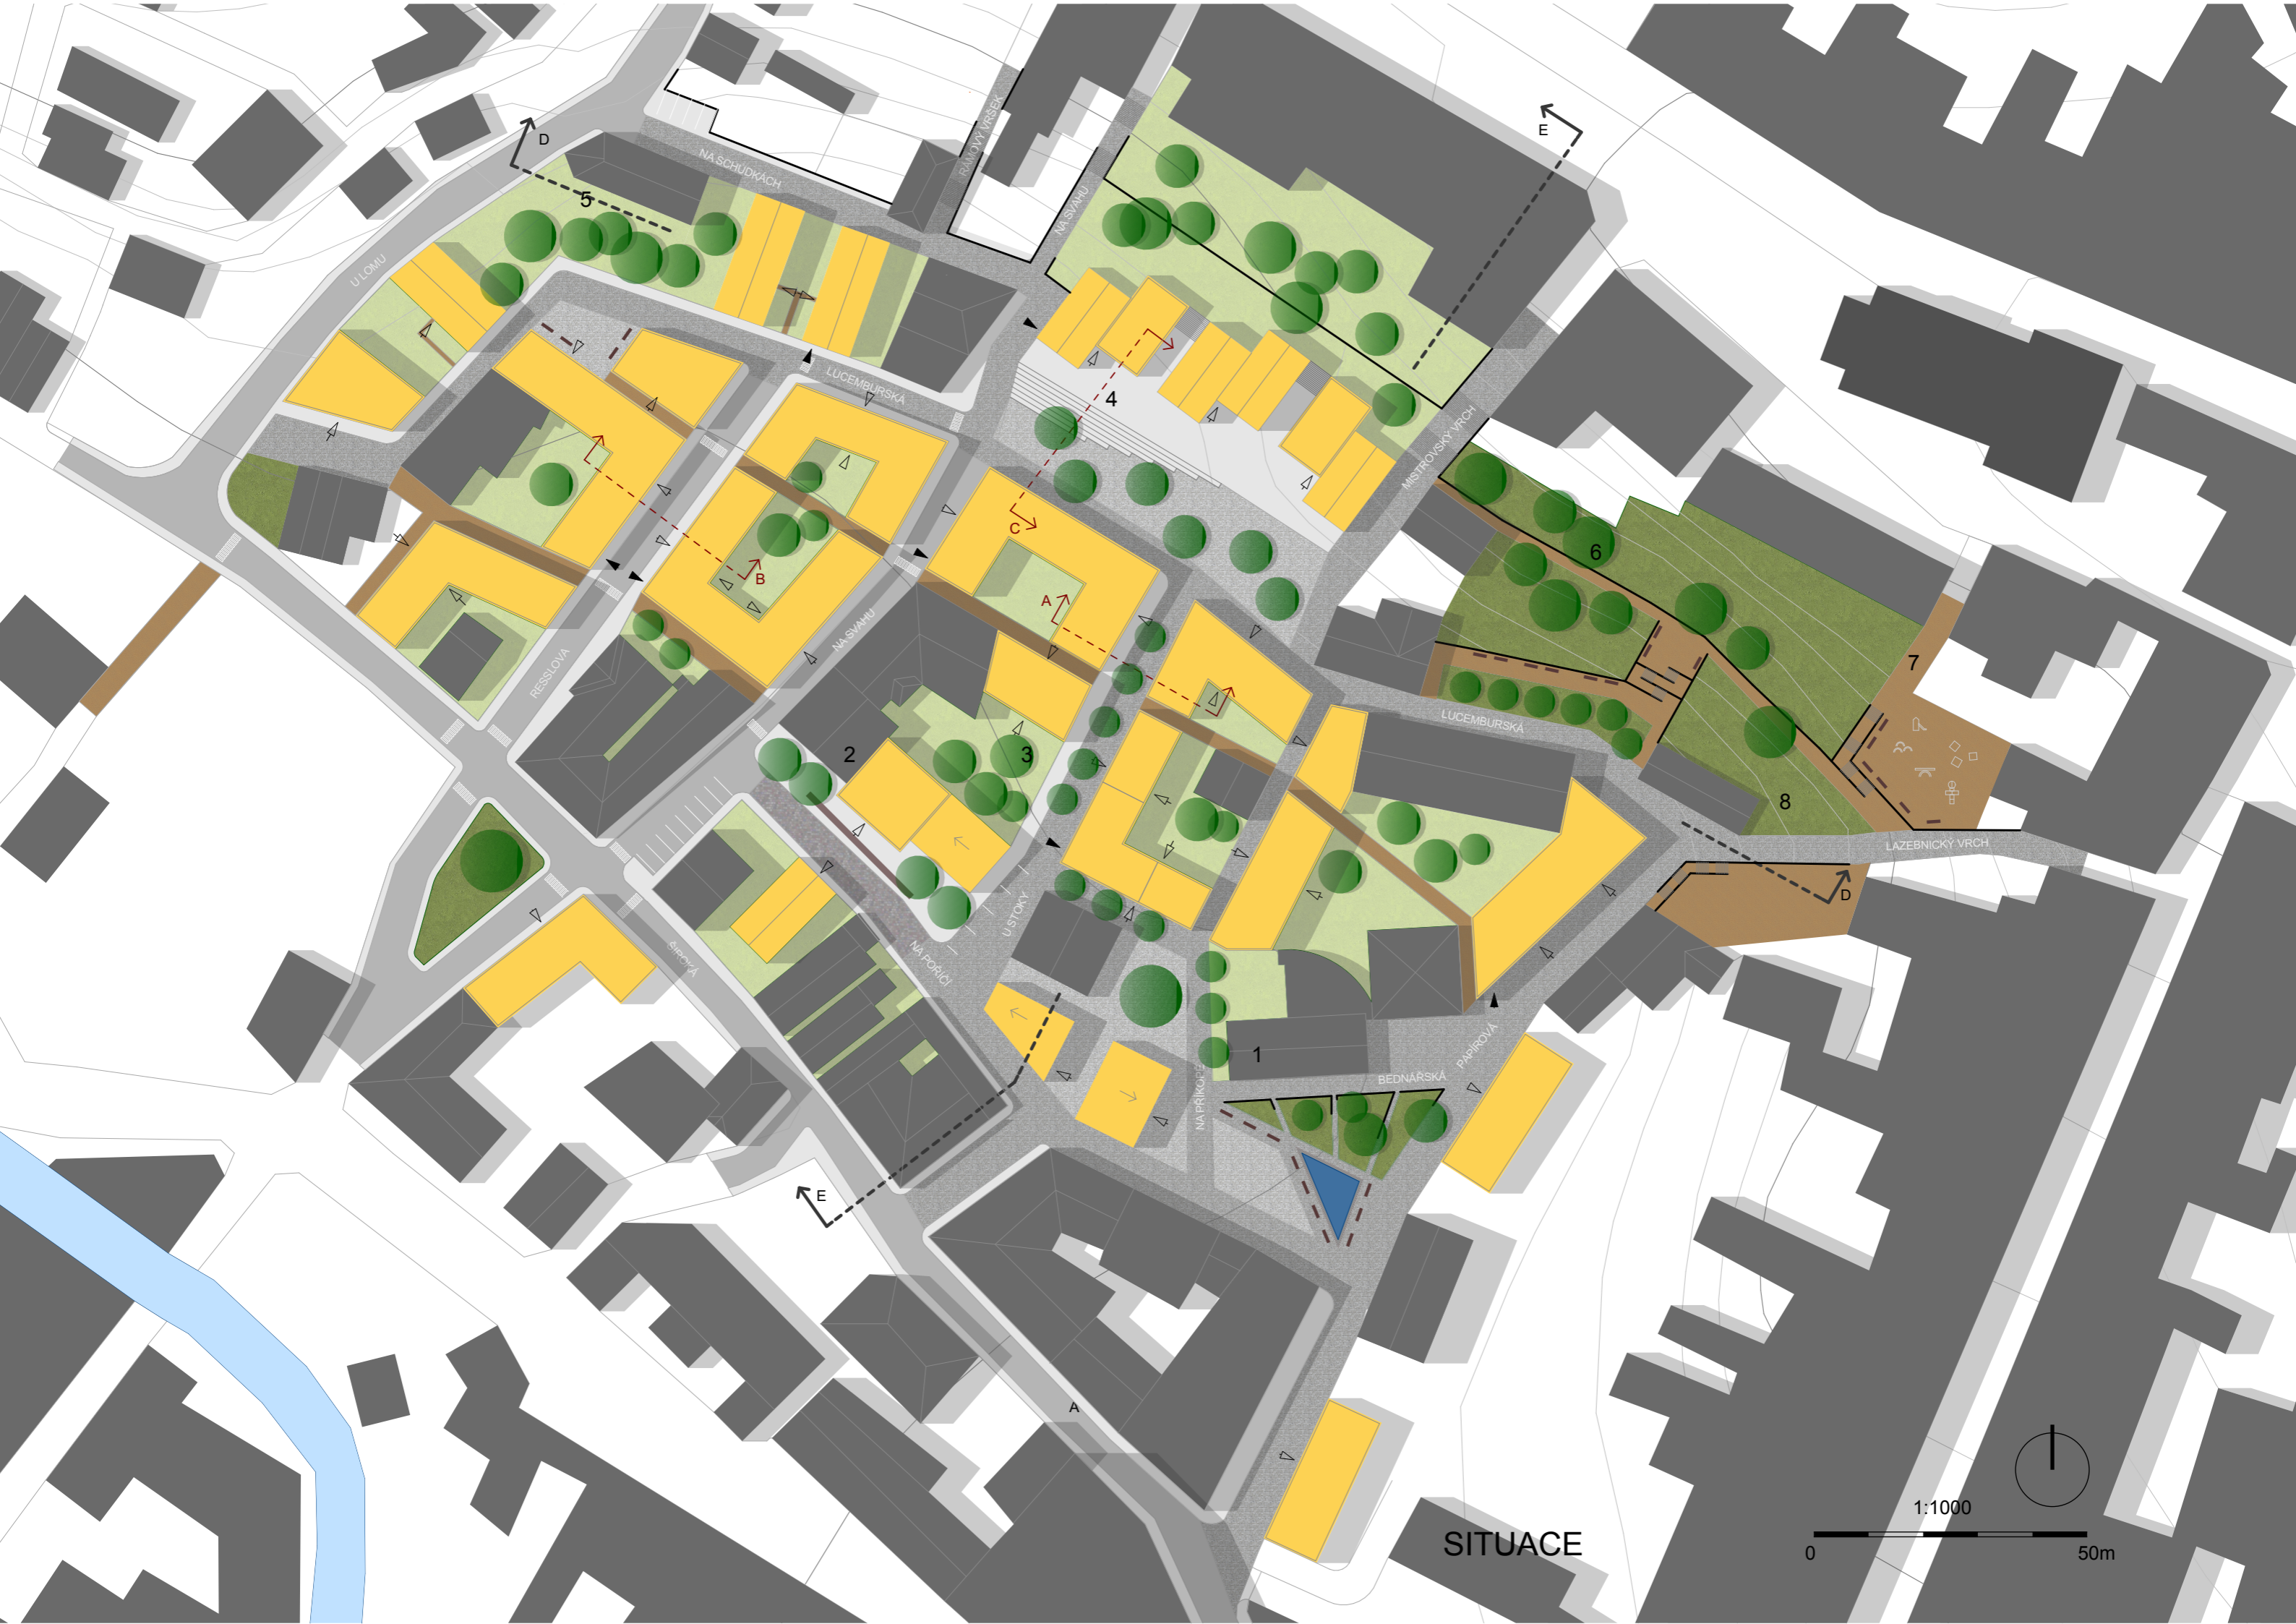 E
D
NA SCHŮDKÁCH
RÁMOVÝ VRŠEK
NA SVAHU
5
U LOMU
LUCEMBURSKÁ
4
MISTROVSKÝ VRCH
C
B
A
6
7
RESSLOVA
NA SVAHU
LUCEMBURSKÁ
2
3
8
LAZEBNICKÝ VRCH
D
U STOKY
ŠIROKÁ
NA POŘÍČÍ
1
PAPÍROVÁ
BEDNÁŘSKÁ
NA PŘÍKOPĚ
E
A
1:1000
SITUACE
0
50m